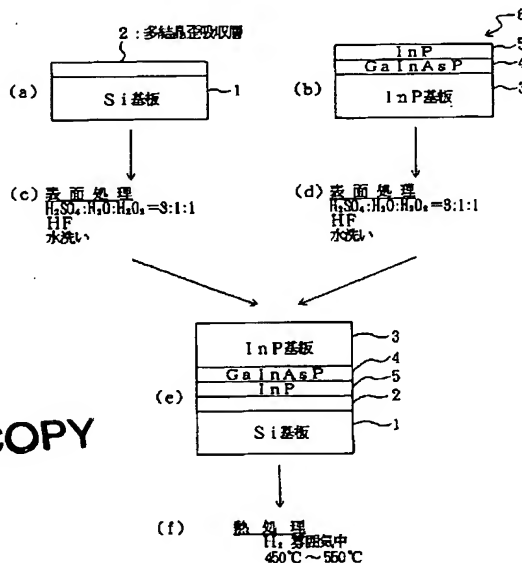 2:多結晶歪吸収層
6
(a)
Si基板
1
(b)
InP
5
GaInAsP
4
InP基板
3
(c) 表面処理
H₂SO₄:H₂O:H₂O₂=3:1:1
HF
水洗い
(d) 表面処理
H₂SO₄:H₂O:H₂O₂=3:1:1
HF
水洗い
(e)
InP基板
3
GaInAsP
4
InP
5
2
Si基板
1
COPY
(f) 熱処理
H₂ 雰囲気中
450℃~550℃